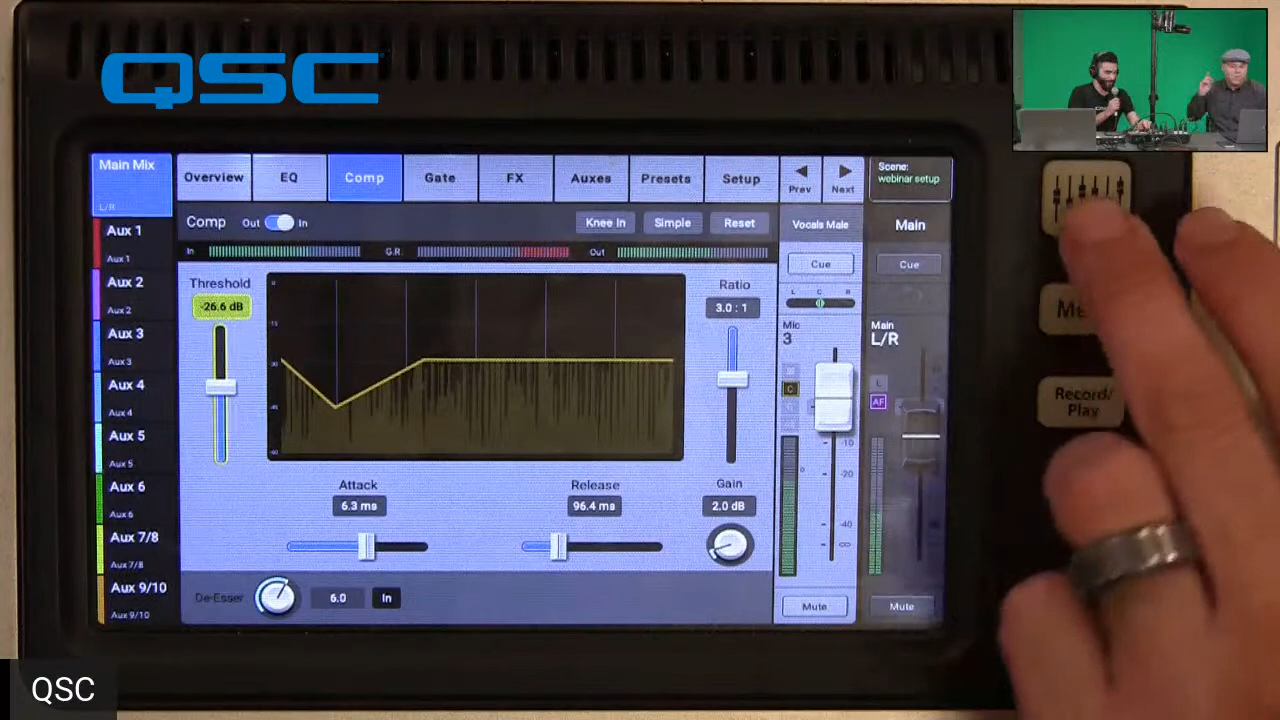 QSC
Main Mix
L/R
Overview
EQ
Comp
Gate
FX
Auxes
Presets
Setup
Prev
Next
Scene:
webinar setup
Aux 1
Aux 1
Aux 2
Aux 2
Aux 3
Aux 3
Aux 4
Aux 4
Aux 5
Aux 5
Aux 6
Aux 6
Aux 7/8
Aux 7/8
Aux 9/10
Aux 9/10
Comp
Out
In
Knee In
Simple
Reset
In
G.R.
Out
Threshold
-26.6 dB
Ratio
3.0 : 1
Attack
6.3 ms
Release
96.4 ms
Gain
2.0 dB
De-Esser
6.0
In
Vocals Male
Cue
L C R
Mic
3
C
-10
-20
-40
-∞
Mute
Main
Cue
Main
L/R
L
AF
Mute
Record/
Play
QSC